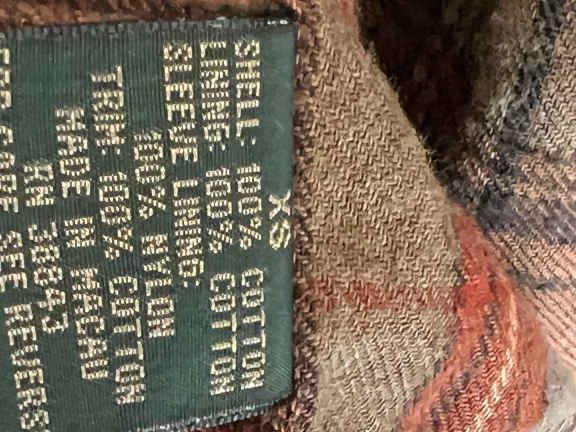 XS
SHELL: 100% COTTON
LINING: 100% COTTON
SLEEVE LINING:
100% NYLON
TRIM: 100% COTTON
MADE IN MACAU
RN 38843
FOR CARE SEE REVERS